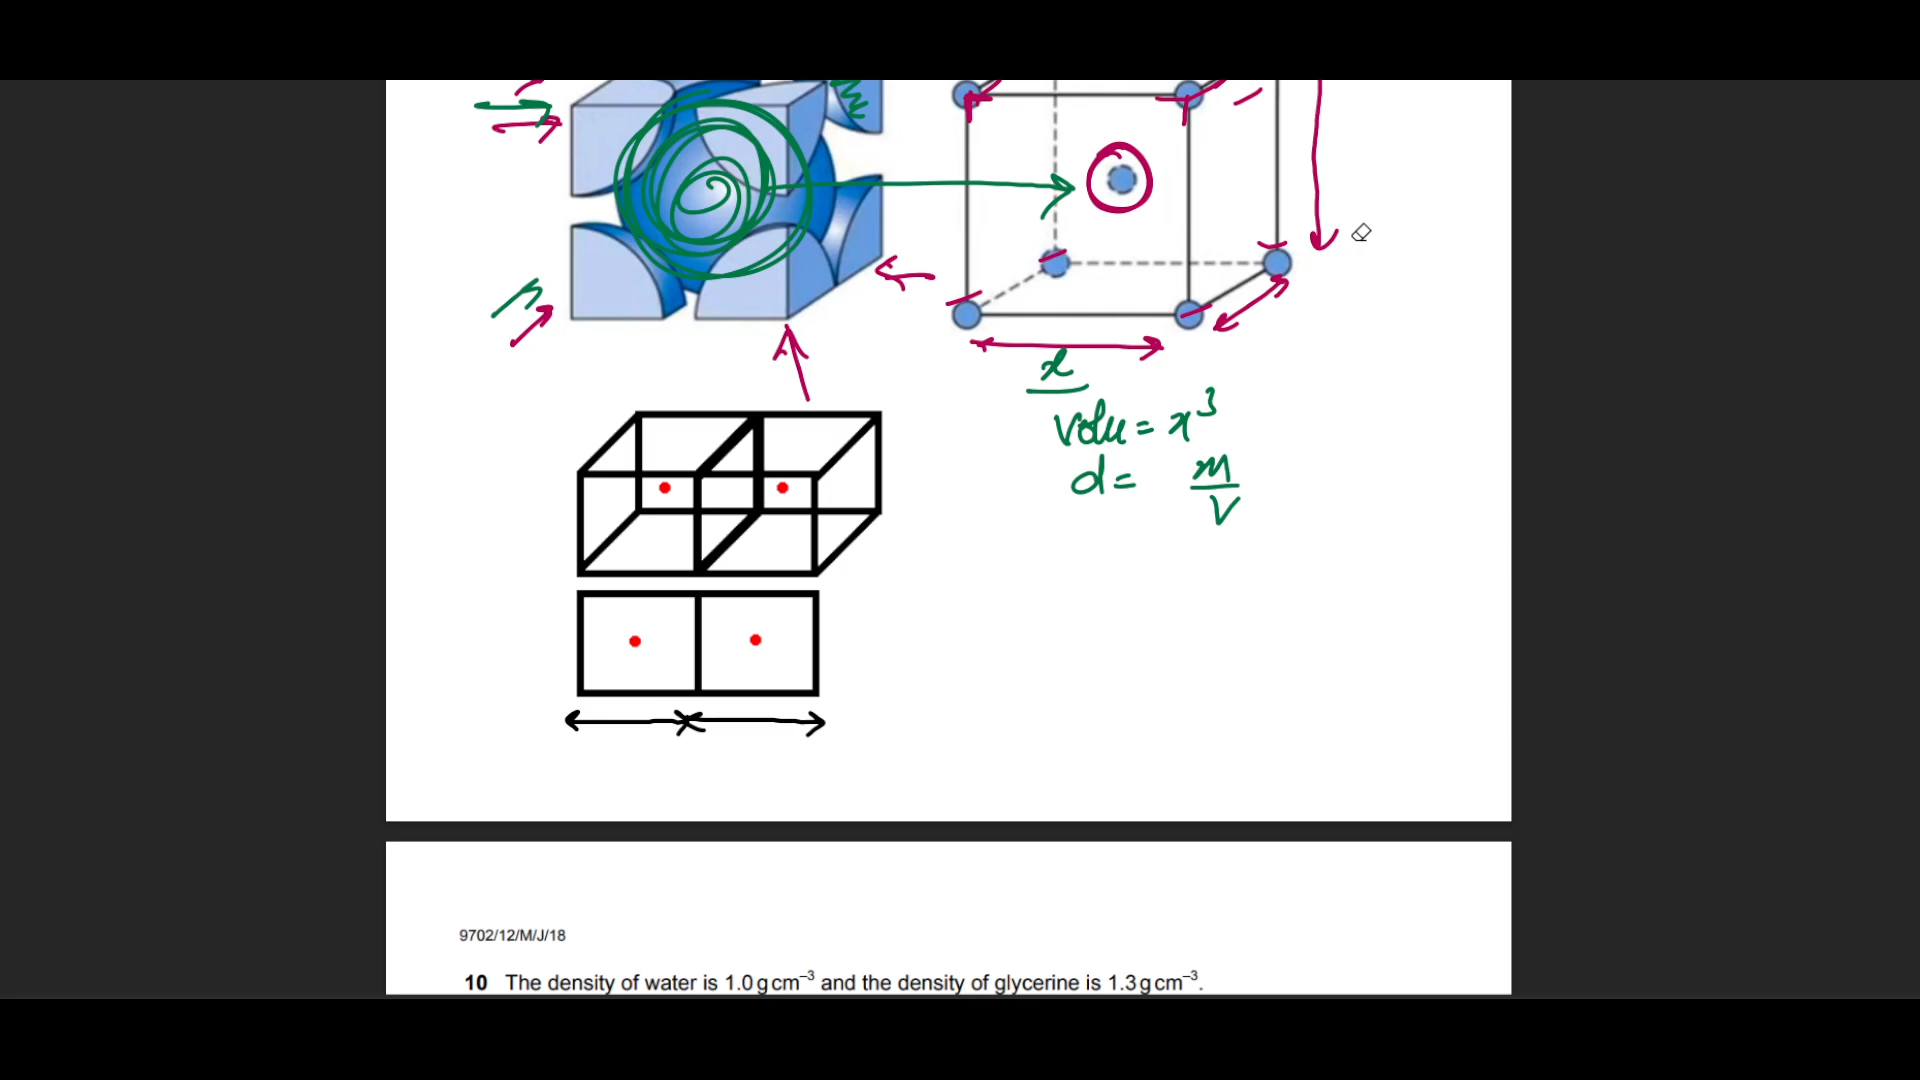 x
Volu = x³
d = m/V
9702/12/M/J/18
10 The density of water is 1.0 g cm⁻³ and the density of glycerine is 1.3 g cm⁻³.